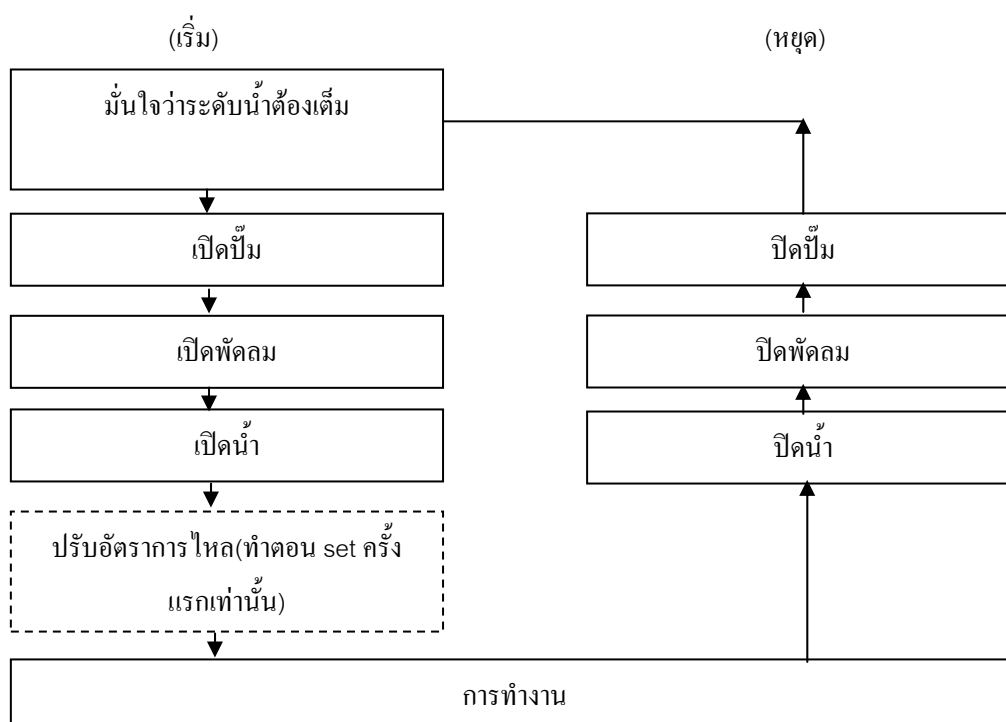 (เริ่ม)
(หยุด)
มั่นใจว่าระดับน้ำต้องเต็ม
เปิดปั๊ม
ปิดปั๊ม
เปิดพัดลม
ปิดพัดลม
เปิดน้ำ
ปิดน้ำ
ปรับอัตราการไหล(ทำตอน set ครั้ง
แรกเท่านั้น)
การทำงาน